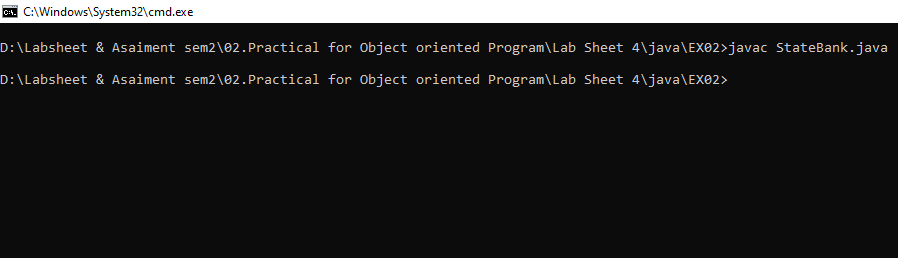 C:\Windows\System32\cmd.exe
D:\Labsheet & Asaiment sem2\02.Practical for Object oriented Program\Lab Sheet 4\java\EX02>javac StateBank.java
D:\Labsheet & Asaiment sem2\02.Practical for Object oriented Program\Lab Sheet 4\java\EX02>